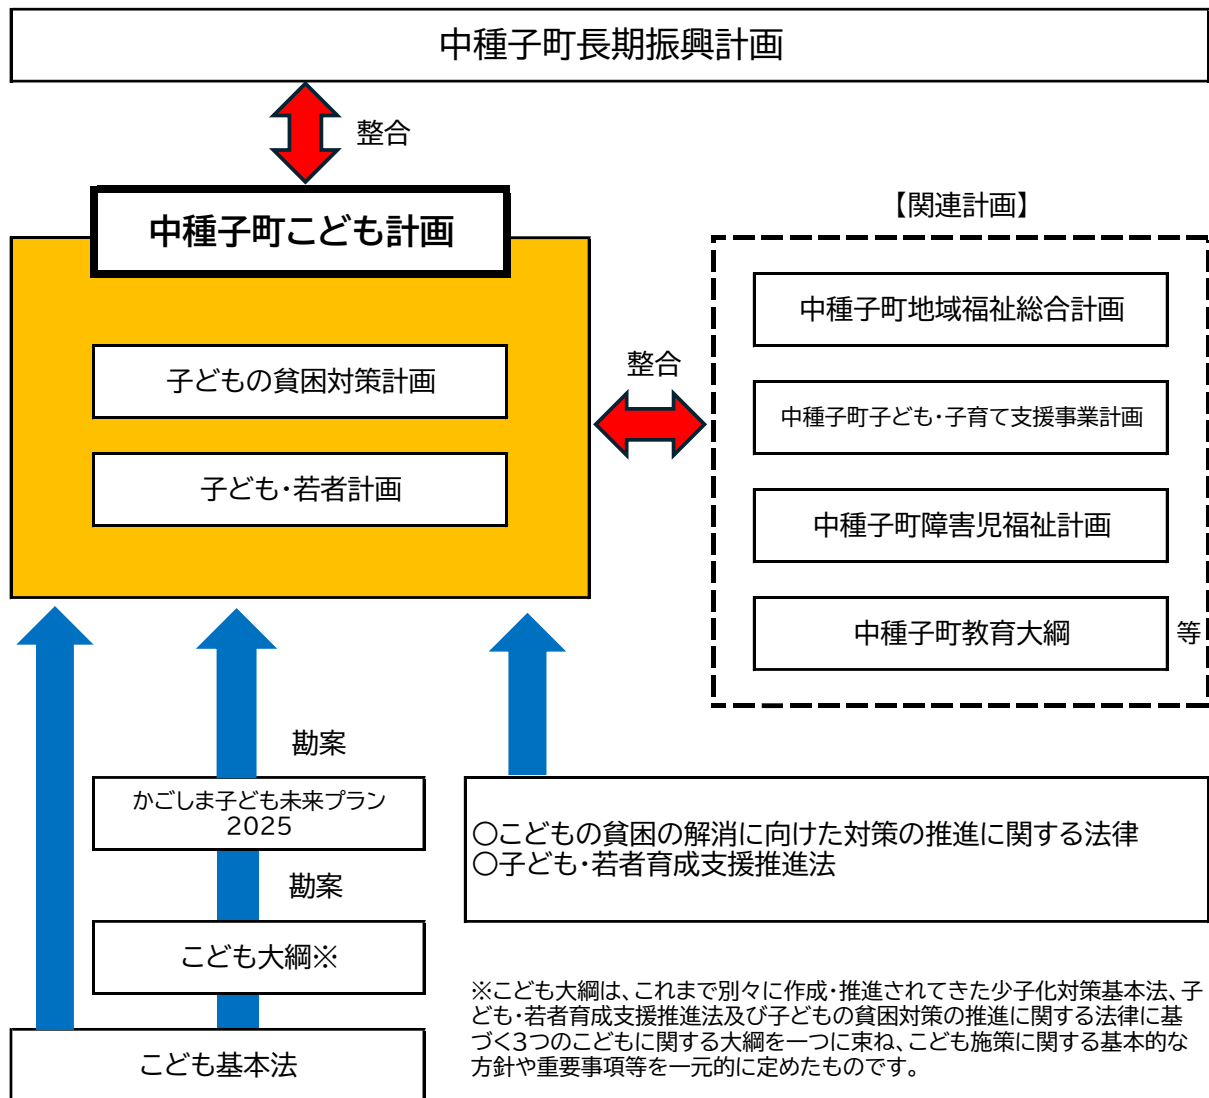 中種子町長期振興計画
整合
中種子町こども計画
子どもの貧困対策計画
子ども・若者計画
整合
【関連計画】
中種子町地域福祉総合計画
中種子町子ども・子育て支援事業計画
中種子町障害児福祉計画
中種子町教育大綱
等
勘案
かごしま子ども未来プラン
2025
勘案
こども大綱※
こども基本法
○こどもの貧困の解消に向けた対策の推進に関する法律
○子ども・若者育成支援推進法
※こども大綱は、これまで別々に作成・推進されてきた少子化対策基本法、子
ども・若者育成支援推進法及び子どもの貧困対策の推進に関する法律に基
づく3つのこどもに関する大綱を一つに束ね、こども施策に関する基本的な
方針や重要事項等を一元的に定めたものです。